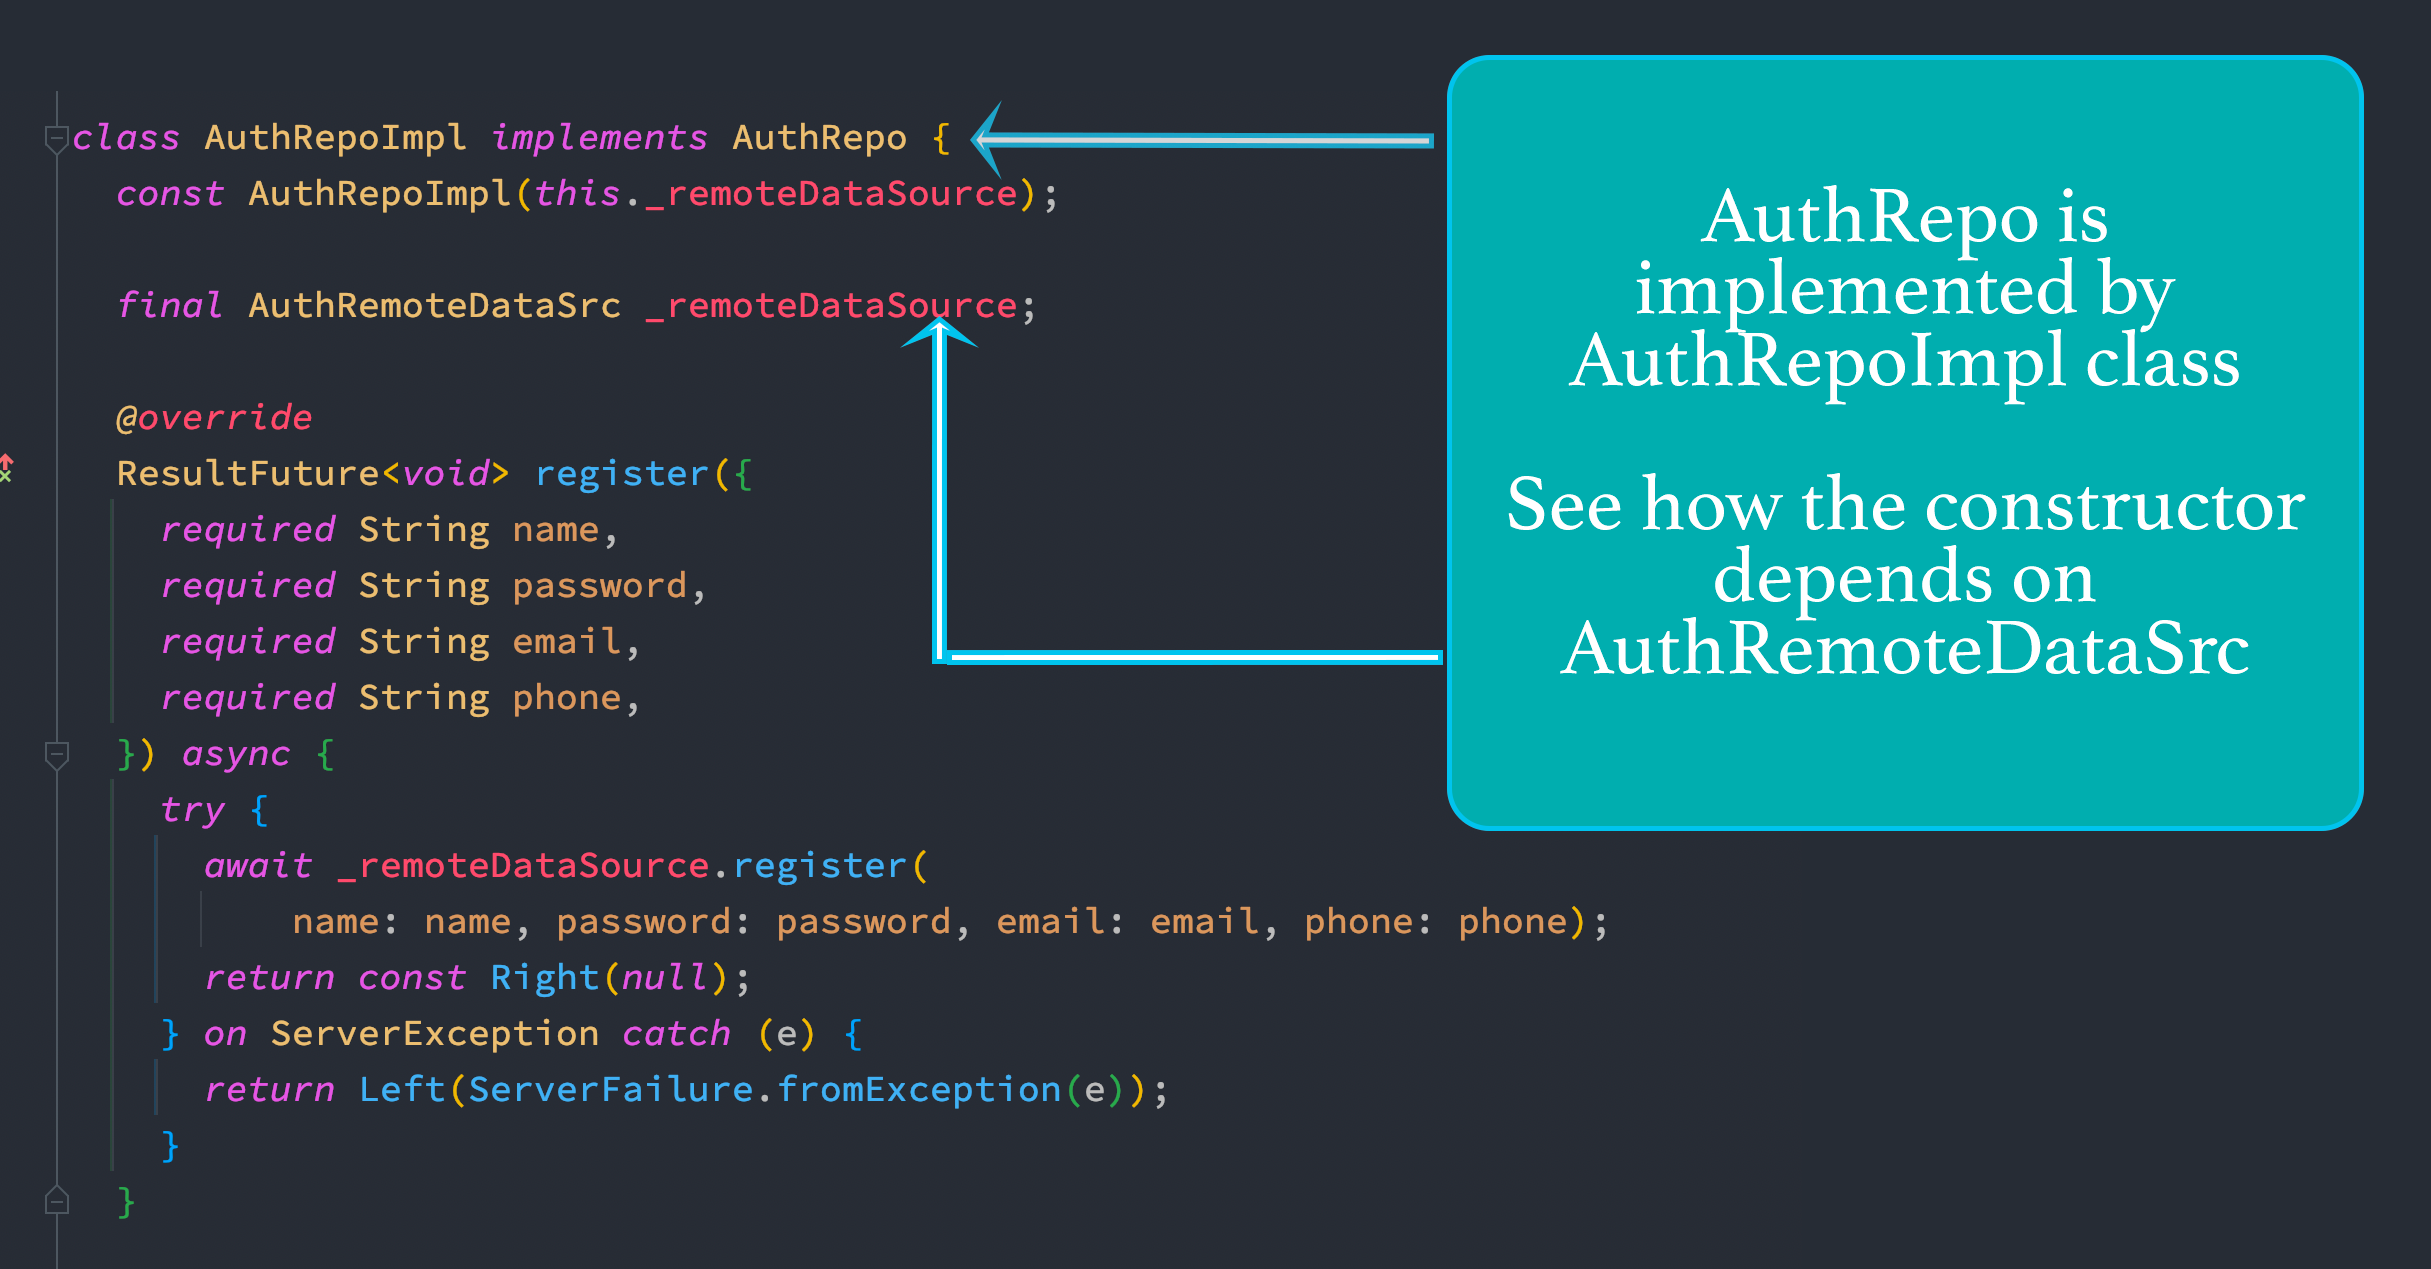 class AuthRepoImpl implements AuthRepo {
const AuthRepoImpl(this._remoteDataSource);
final AuthRemoteDataSrc _remoteDataSource;
@override
ResultFuture<void> register({
required String name,
required String password,
required String email,
required String phone,
}) async {
try {
await _remoteDataSource.register(
name: name, password: password, email: email, phone: phone);
return const Right(null);
} on ServerException catch (e) {
return Left(ServerFailure.fromException(e));
}
}
AuthRepo is
implemented by
AuthRepoImpl class
See how the constructor
depends on
AuthRemoteDataSrc